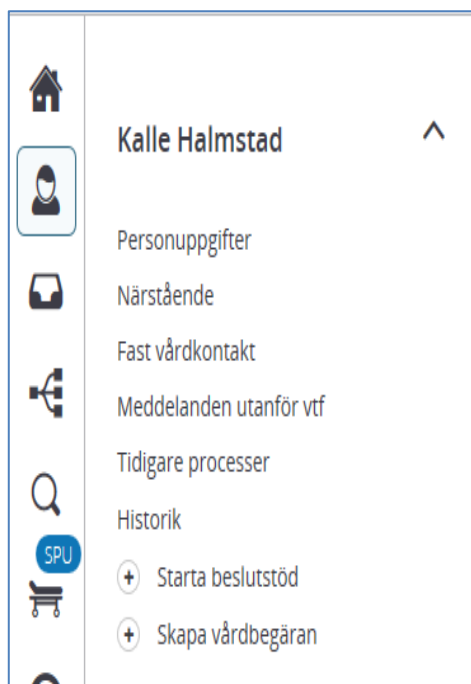 Kalle Halmstad
Personuppgifter
Närstående
Fast vårdkontakt
Meddelanden utanför vtf
Tidigare processer
Historik
SPU
Starta beslutstöd
Skapa vårdbegäran